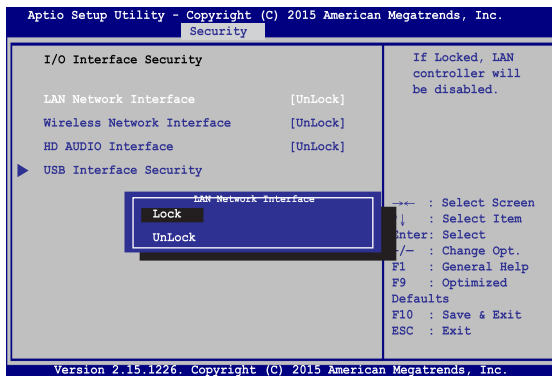 Aptio Setup Utility - Copyright (C) 2015 American Megatrends, Inc.
Security
I/O Interface Security
LAN Network Interface [UnLock]
Wireless Network Interface [UnLock]
HD AUDIO Interface [UnLock]
USB Interface Security
LAN Network Interface
Lock
UnLock
If Locked, LAN
controller will
be disabled.
→← : Select Screen
↓ : Select Item
Enter: Select
/— : Change Opt.
F1 : General Help
F9 : Optimized
Defaults
F10 : Save & Exit
ESC : Exit
Version 2.15.1226. Copyright (C) 2015 American Megatrends, Inc.